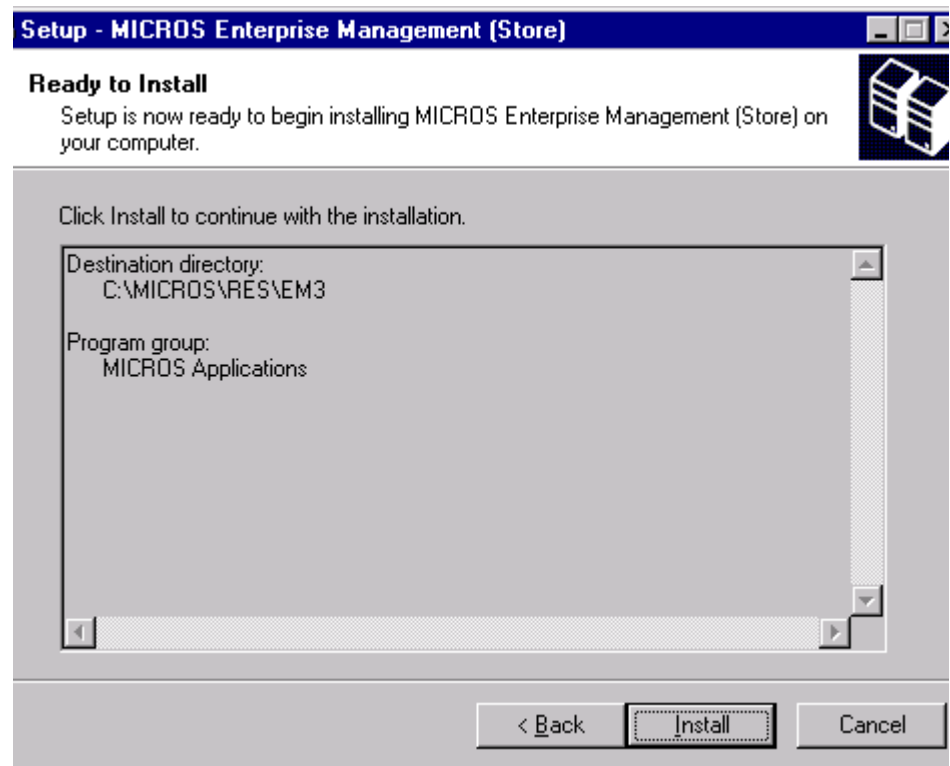 Setup - MICROS Enterprise Management (Store)
Ready to Install
Setup is now ready to begin installing MICROS Enterprise Management (Store) on
your computer.
Click Install to continue with the installation.
Destination directory:
C:\MICROS\RES\EM3
Program group:
MICROS Applications
< Back
Install
Cancel